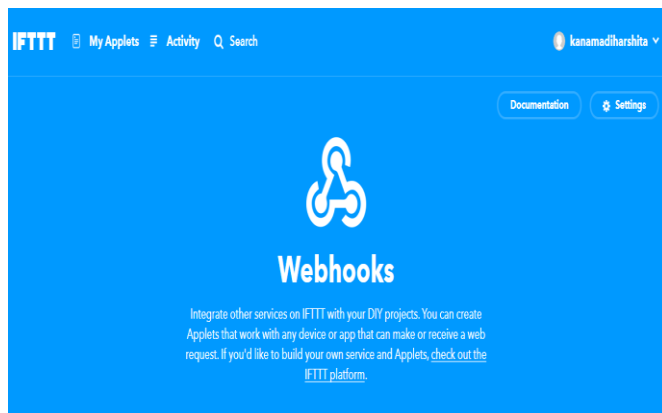 IFTTT My Applets Activity Search kanamadiharshita
Documentation Settings
Webhooks
Integrate other services on IFTTT with your DIY projects. You can create
Applets that work with any device or app that can make or receive a web
request. If you'd like to build your own service and Applets, check out the
IFTTT platform.